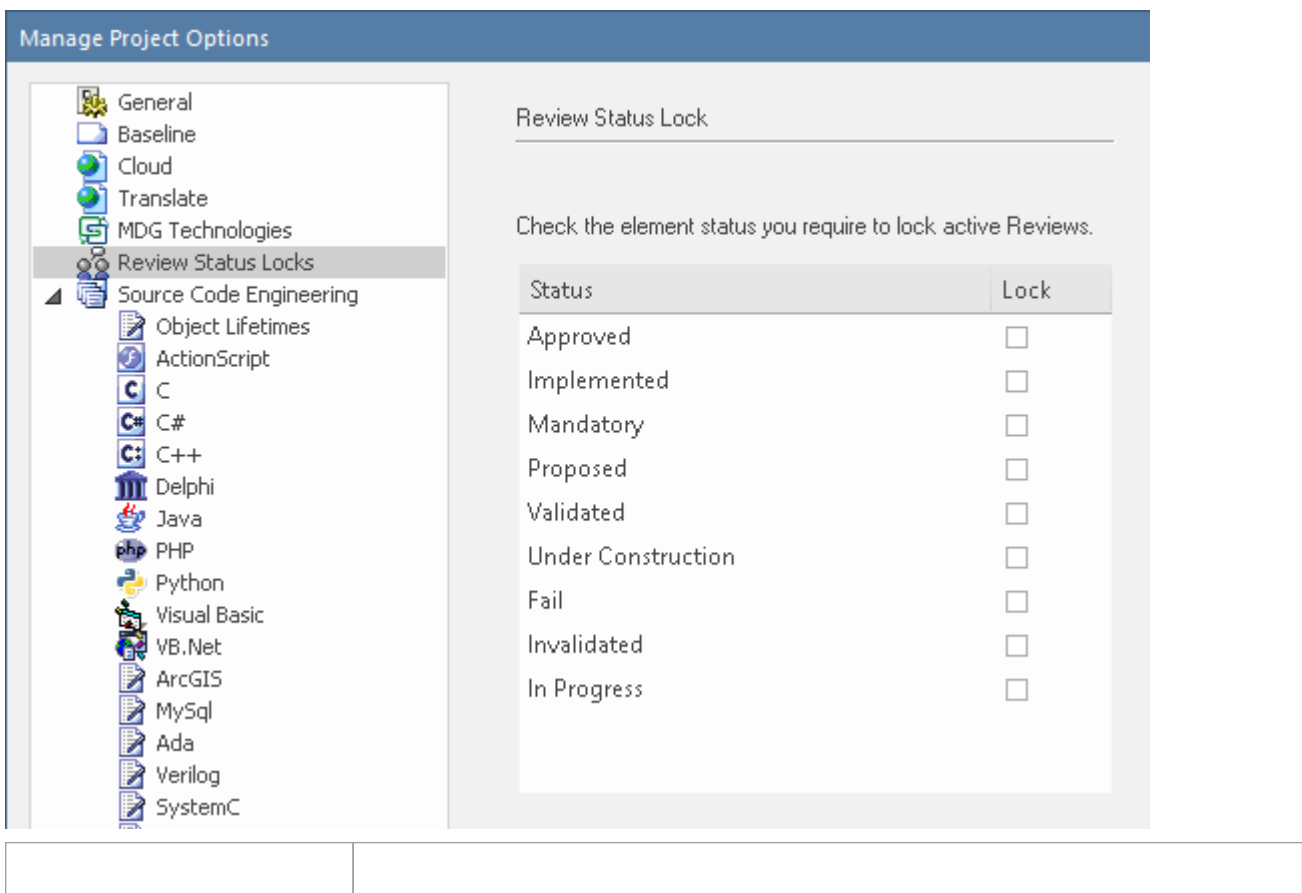 Manage Project Options
General
Baseline
Cloud
Translate
MDG Technologies
Review Status Locks
Source Code Engineering
Object Lifetimes
ActionScript
C
C
C#
C#
C++
Delphi
Java
php
PHP
Python
Visual Basic
VB.Net
ArcGIS
MySql
Ada
Verilog
SystemC
Review Status Lock
Check the element status you require to lock active Reviews.
Status Lock
Approved
Implemented
Mandatory
Proposed
Validated
Under Construction
Fail
Invalidated
In Progress